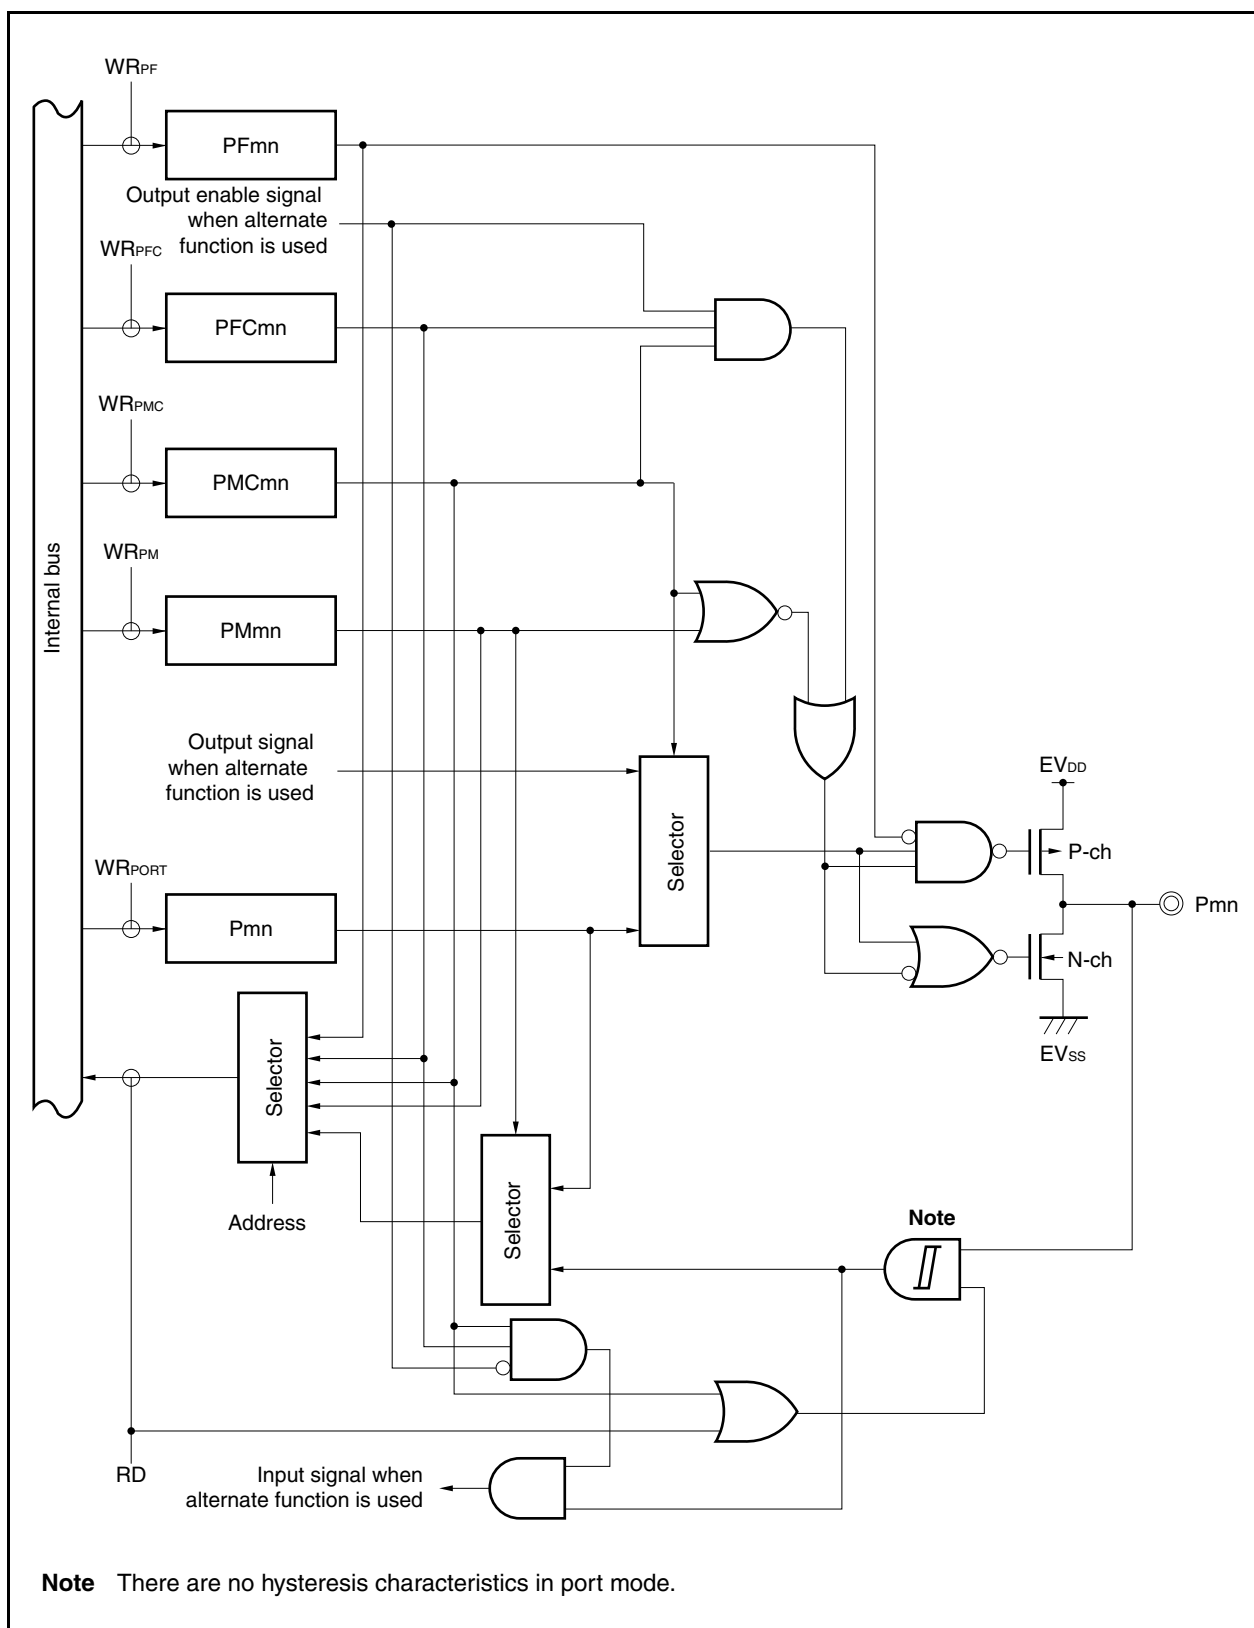 WRPF
PFmn
Output enable signal
when alternate
function is used
WRPFC
PFCmn
WRPMC
PMCmn
WRPM
PMmn
Internal bus
Output signal
when alternate
function is used
Selector
EVDD
P-ch
WRPORT
Pmn
Pmn
N-ch
EVSS
Selector
Address
Selector
Note
RD
Input signal when
alternate function is used
Note There are no hysteresis characteristics in port mode.